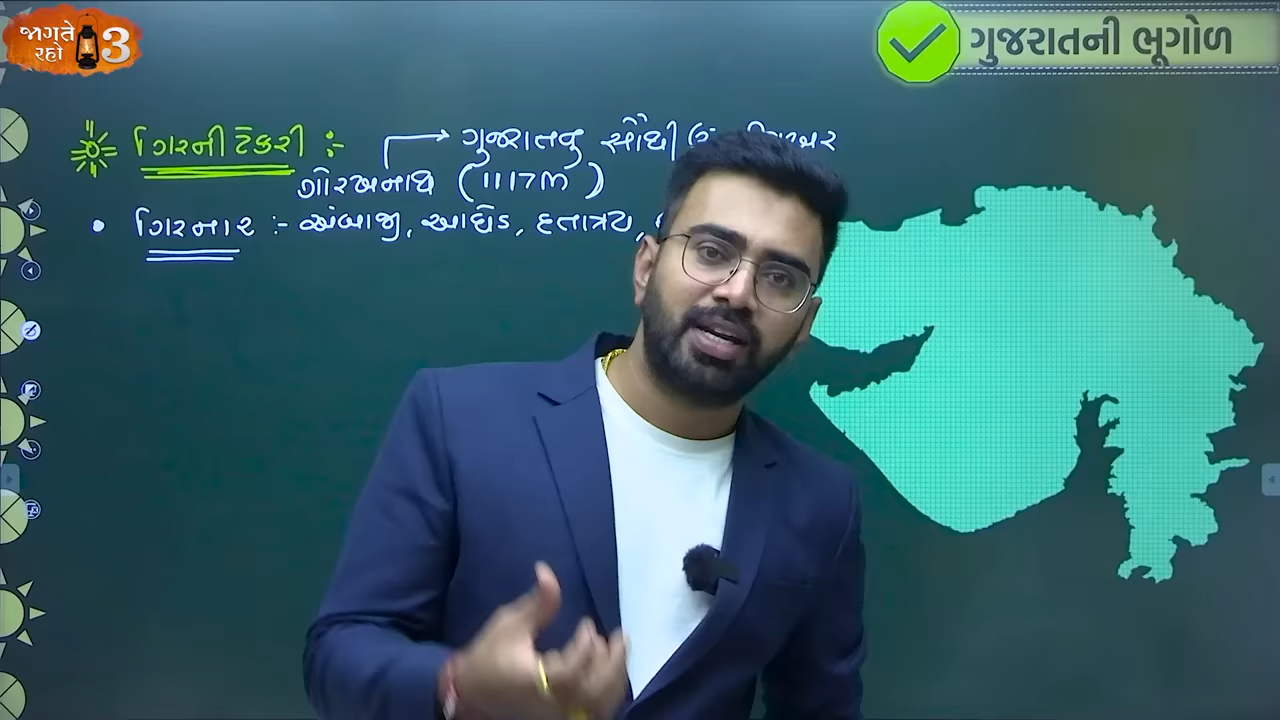 જાગતે
રહો 3
ગુજરાતની ભૂગોળ
ગિરની ટેકરી :-
ગુજરાતનુ સૌથી
ગોરખનાથ (1117m)
• ગિરનાર :- અંબાજી, ઓઘડ, દતાત્રય,